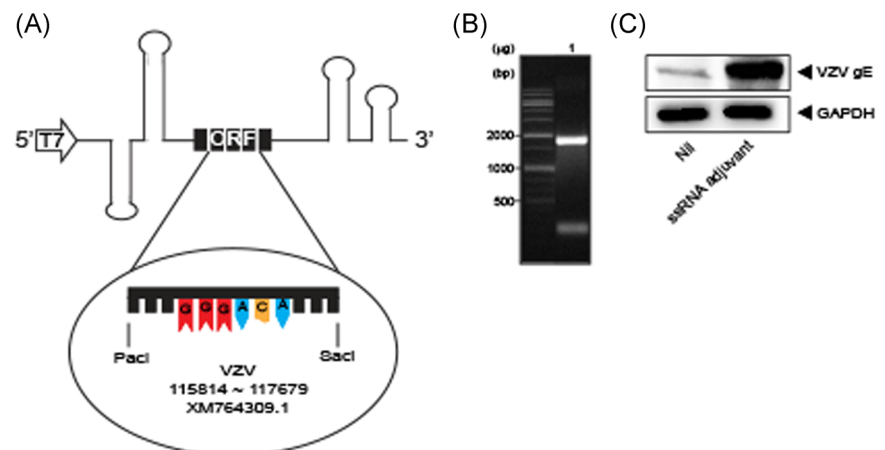 (A)
5' T7 ORF 3'
G G G A C A
PacI SacI
VZV
115814 ~ 117679
XM764309.1
(B)
(μg) 1
(bp)
2000
1000
500
(C)
VZV gE
GAPDH
Nil
ssRNA adjuvant